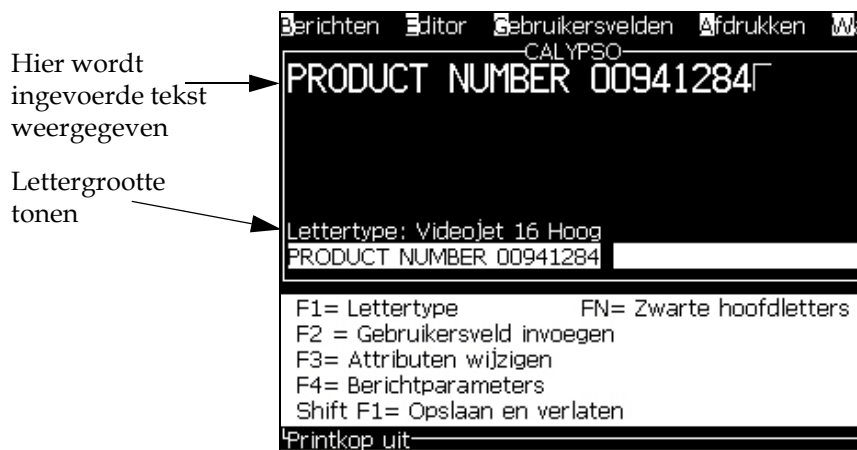 Berichten Editor Gebruikersvelden Afdrukken
CALYPSO
Hier wordt
ingevoerde tekst
weergegeven
PRODUCT NUMBER 00941284
Lettergrootte
tonen
Lettertype: Videojet 16 Hoog
PRODUCT NUMBER 00941284
F1= Lettertype FN= Zwarte hoofdletters
F2 = Gebruikersveld invoegen
F3= Attributen wijzigen
F4= Berichtparameters
Shift F1= Opslaan en verlaten
Printkop uit